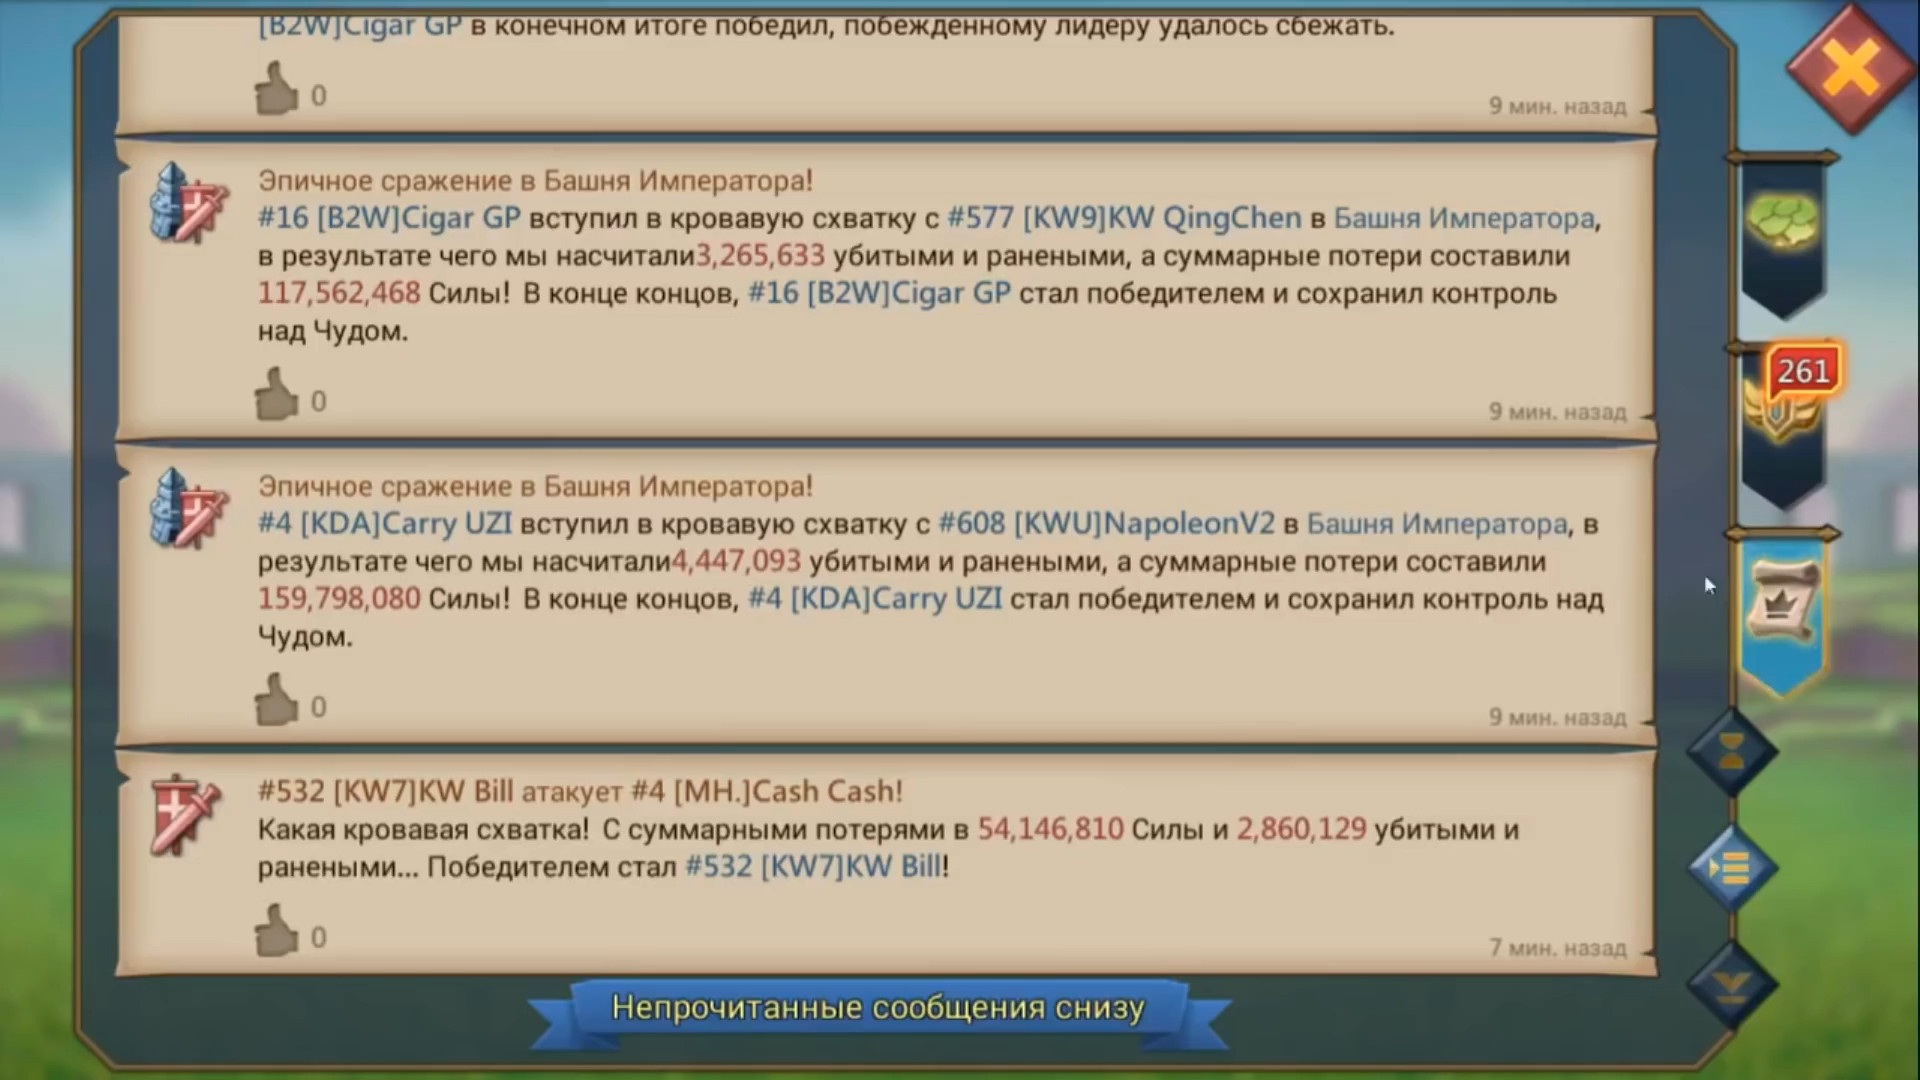 [B2W]Cigar GP в конечном итоге победил, побежденному лидеру удалось сбежать.
0
9 мин. назад
Эпичное сражение в Башня Императора!
#16 [B2W]Cigar GP вступил в кровавую схватку с #577 [KW9]KW QingChen в Башня Императора,
в результате чего мы насчитали3,265,633 убитыми и ранеными, а суммарные потери составили
117,562,468 Силы! В конце концов, #16 [B2W]Cigar GP стал победителем и сохранил контроль
над Чудом.
0
9 мин. назад
261
Эпичное сражение в Башня Императора!
#4 [KDA]Carry UZI вступил в кровавую схватку с #608 [KWU]NapoleonV2 в Башня Императора, в
результате чего мы насчитали4,447,093 убитыми и ранеными, а суммарные потери составили
159,798,080 Силы! В конце концов, #4 [KDA]Carry UZI стал победителем и сохранил контроль над
Чудом.
0
9 мин. назад
#532 [KW7]KW Bill атакует #4 [MH.]Cash Cash!
Какая кровавая схватка! С суммарными потерями в 54,146,810 Силы и 2,860,129 убитыми и
ранеными... Победителем стал #532 [KW7]KW Bill!
0
7 мин. назад
Непрочитанные сообщения снизу